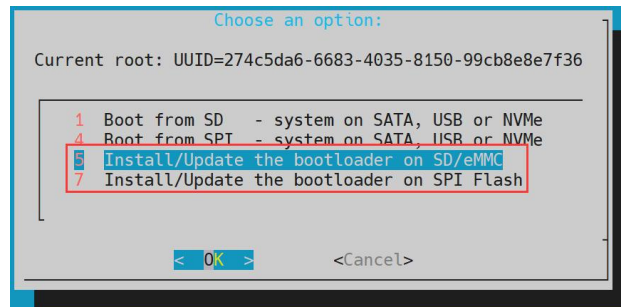 Choose an option:
Current root: UUID=274c5da6-6683-4035-8150-99cb8e8e7f36
1 Boot from SD - system on SATA, USB or NVMe
4 Boot from SPI - system on SATA, USB or NVMe
5 Install/Update the bootloader on SD/eMMC
7 Install/Update the bootloader on SPI Flash
< OK > <Cancel>